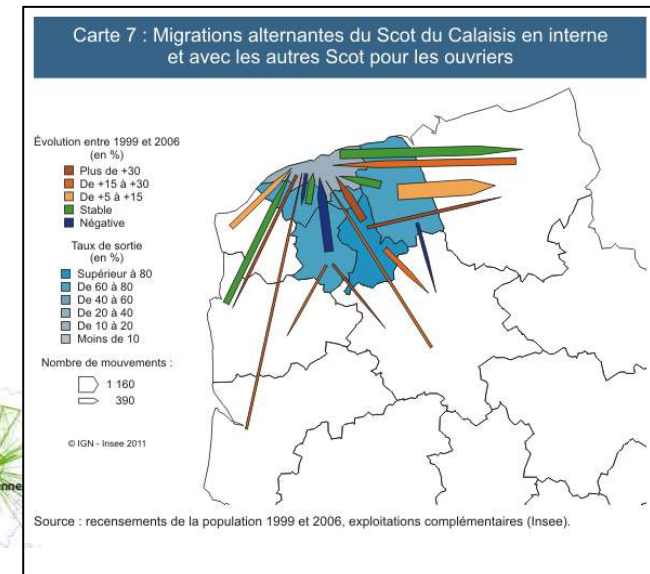 Carte 7 : Migrations alternantes du Scot du Calaisis en interne
et avec les autres Scot pour les ouvriers
Évolution entre 1999 et 2006
(en %)
Plus de +30
De +15 à +30
De +5 à +15
Stable
Négative
Taux de sortie
(en %)
Supérieur à 80
De 60 à 80
De 40 à 60
De 20 à 40
De 10 à 20
Moins de 10
Nombre de mouvements :
1 160
390
© IGN - Insee 2011
Source : recensements de la population 1999 et 2006, exploitations complémentaires (Insee).